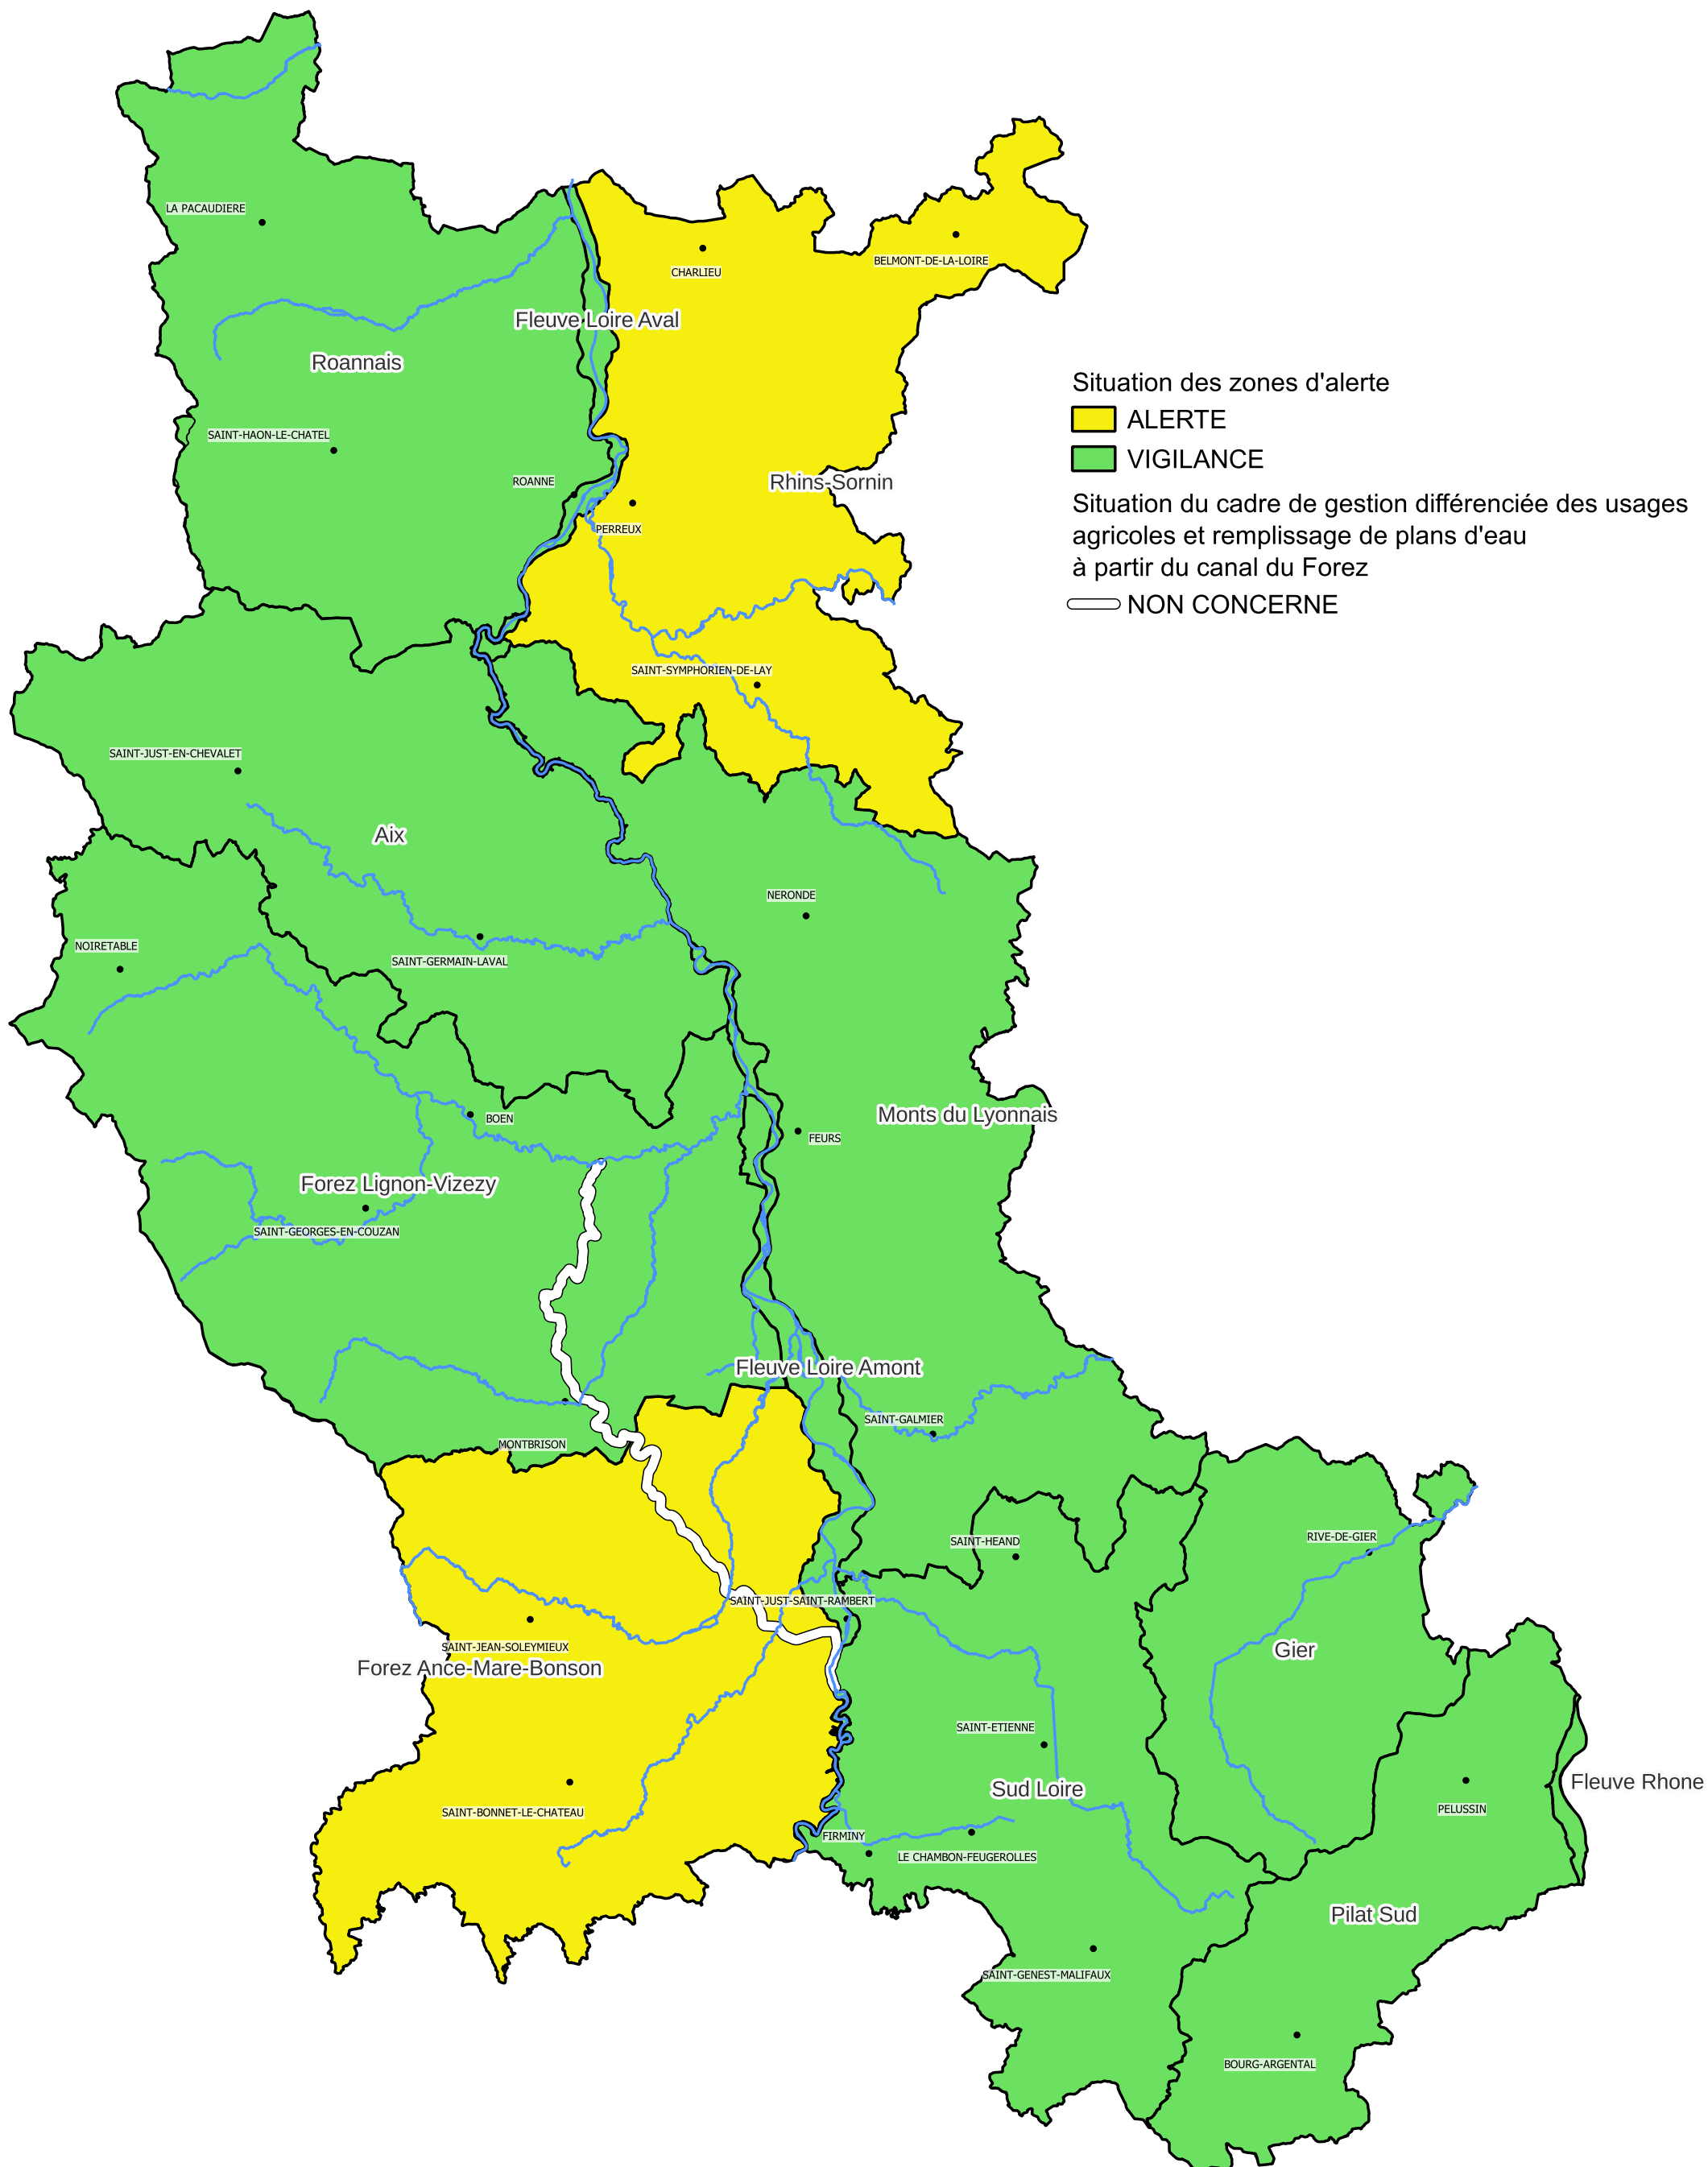 LA PACAUDIERE
CHARLIEU
BELMONT-DE-LA-LOIRE
Fleuve Loire Aval
Roannais
Situation des zones d'alerte
ALERTE
SAINT-HAON-LE-CHATEL
VIGILANCE
ROANNE
Rhins-Sornin
Situation du cadre de gestion différenciée des usages
agricoles et remplissage de plans d'eau
à partir du canal du Forez
NON CONCERNE
PERREUX
SAINT-SYMPHORIEN-DE-LAY
SAINT-JUST-EN-CHEVALET
Aix
NERONDE
NOIRETABLE
SAINT-GERMAIN-LAVAL
BOEN
Monts du Lyonnais
FEURS
Forez Lignon-Vizezy
SAINT-GEORGES-EN-COUZAN
Fleuve Loire Amont
SAINT-GALMIER
MONTBRISON
SAINT-HEAND
RIVE-DE-GIER
SAINT-JUST-SAINT-RAMBERT
SAINT-JEAN-SOLEYMIEUX
Gier
Forez Ance-Mare-Bonson
SAINT-ETIENNE
Sud Loire
Fleuve Rhone
SAINT-BONNET-LE-CHATEAU
PELUSSIN
FIRMINY
LE CHAMBON-FEUGEROLLES
Pilat Sud
SAINT-GENEST-MALIFAUX
BOURG-ARGENTAL